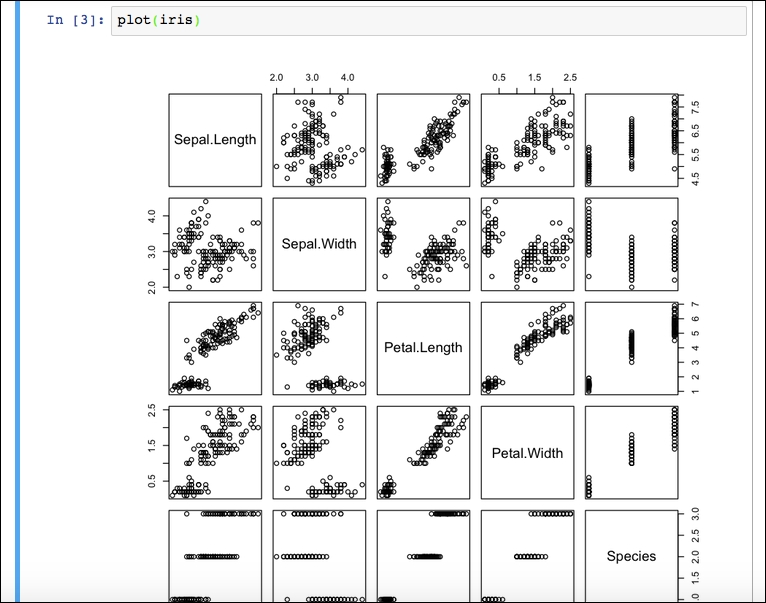 In [3]: plot(iris)
2.0 3.0 4.0 0.5 1.5 2.5
Sepal.Length
4.5 5.5 6.5 7.5
2.0 3.0 4.0
Sepal.Width
Petal.Length
1 2 3 4 5 6 7
0.5 1.5 2.5
Petal.Width
Species
.0 1.5 2.0 2.5 3.0